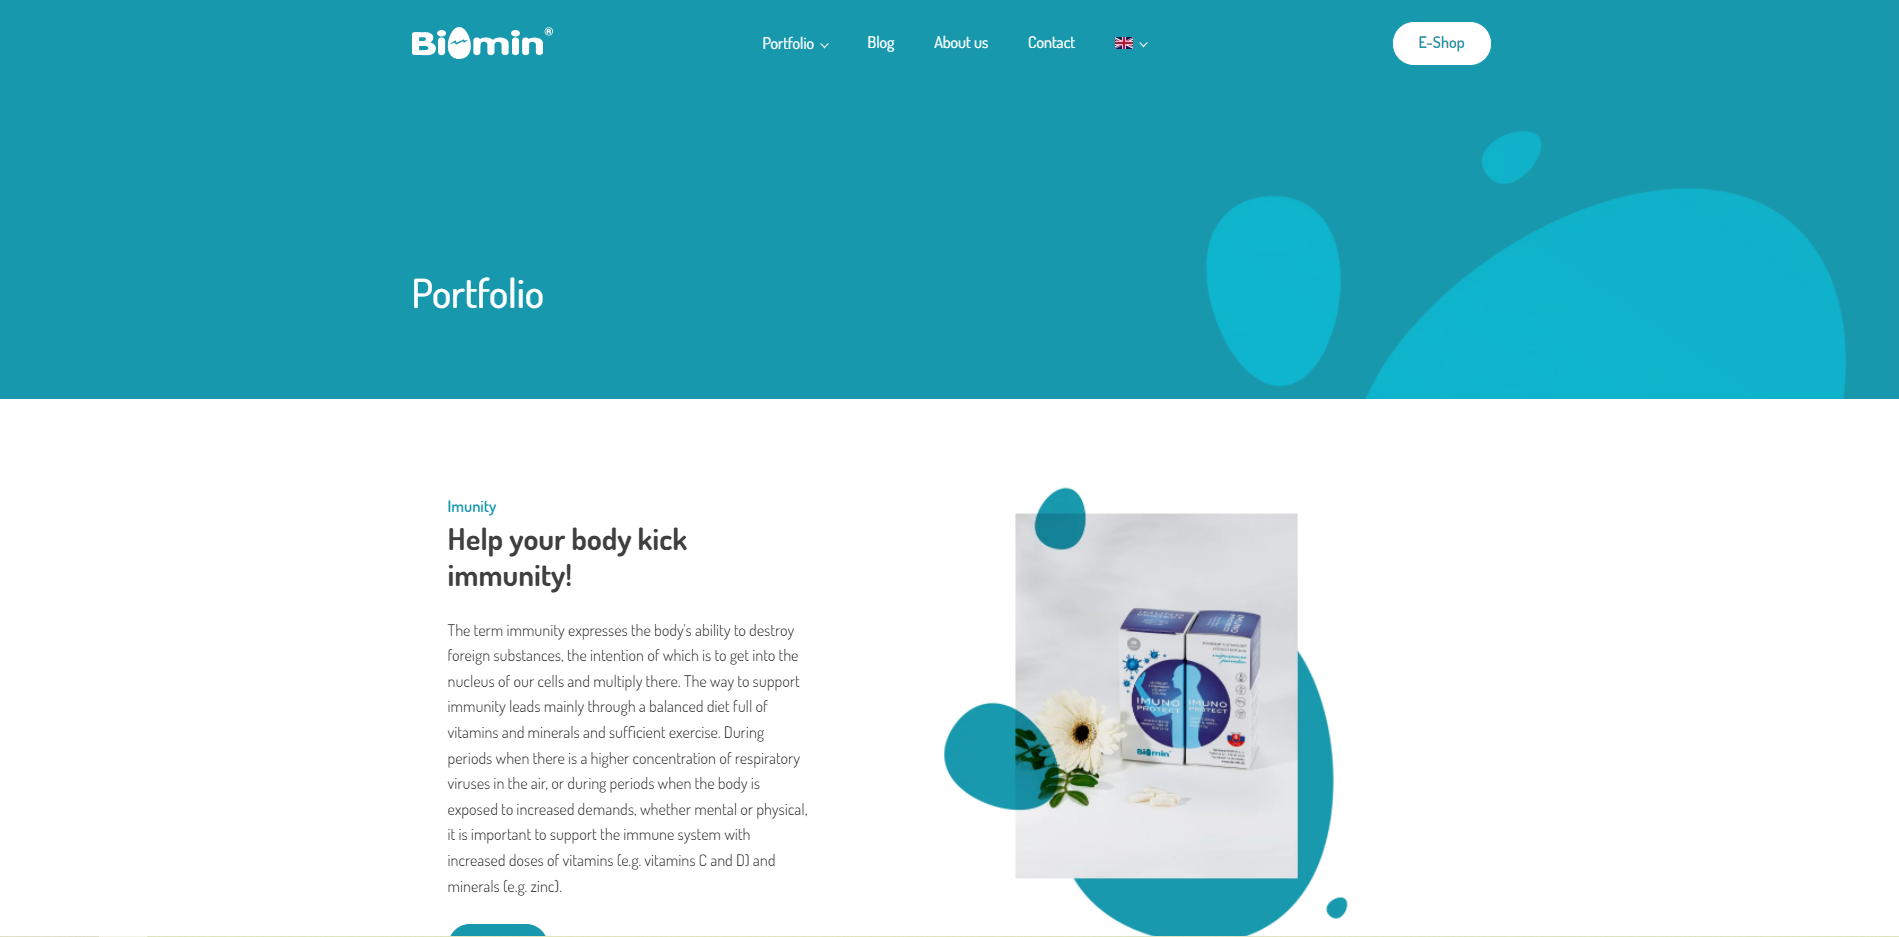 Biomin®
Portfolio
Blog
About us
Contact
E-Shop
Portfolio
Imunity
Help your body kick
immunity!
The term immunity expresses the body's ability to destroy
foreign substances, the intention of which is to get into the
nucleus of our cells and multiply there. The way to support
immunity leads mainly through a balanced diet full of
vitamins and minerals and sufficient exercise. During
periods when there is a higher concentration of respiratory
viruses in the air, or during periods when the body is
exposed to increased demands, whether mental or physical,
it is important to support the immune system with
increased doses of vitamins (e.g. vitamins C and D) and
minerals (e.g. zinc).
IMUNO
PROTECT
IMUNO
PROTECT
Biomin